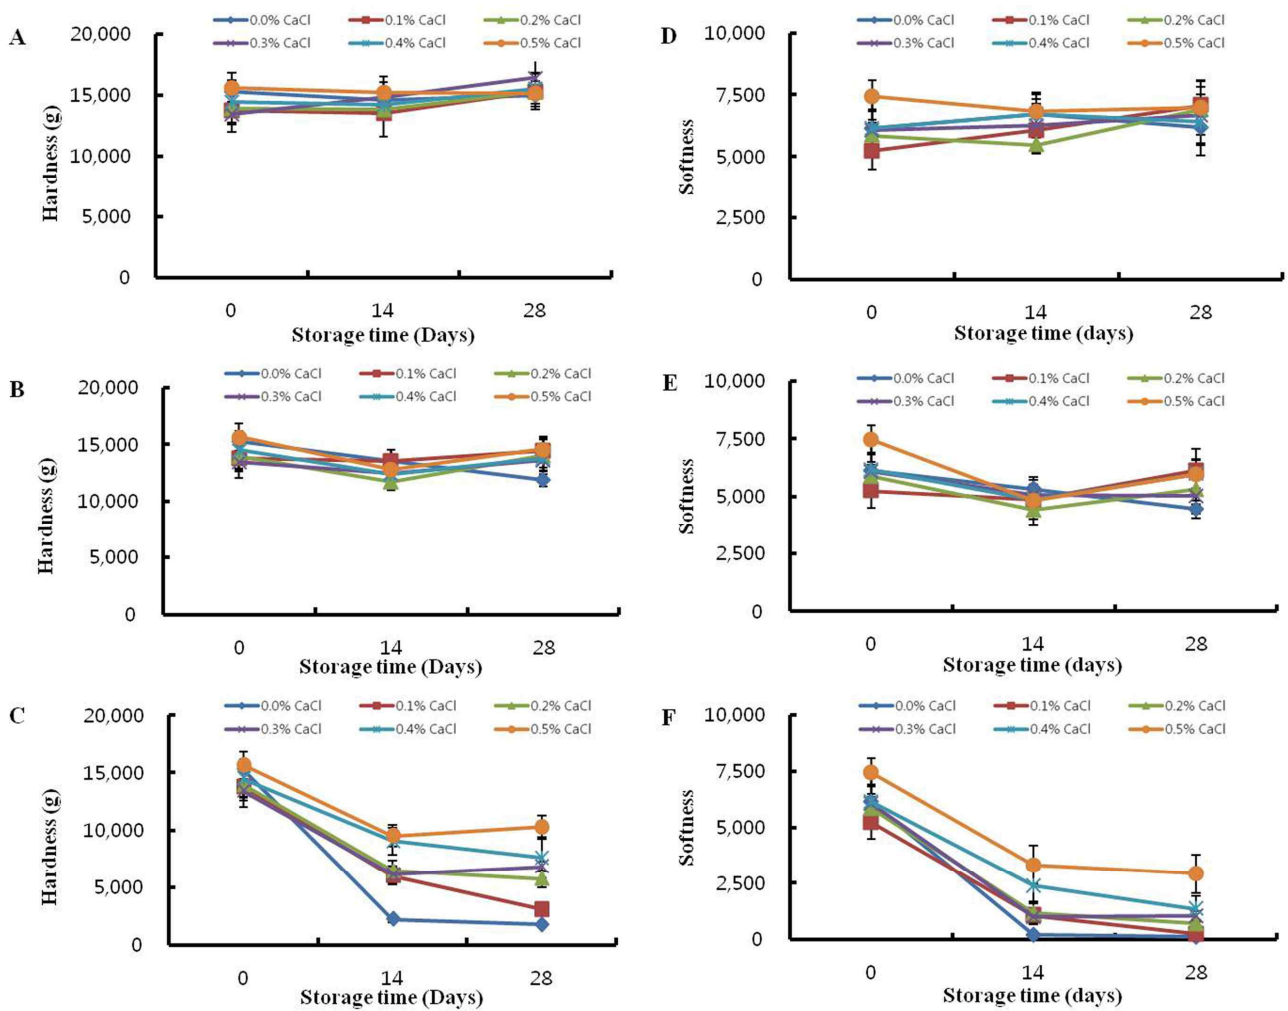 A
0.0% CaCl 0.1% CaCl 0.2% CaCl
0.3% CaCl 0.4% CaCl 0.5% CaCl
20,000
15,000
10,000
5,000
0
Hardness (g)
0 14 28
Storage time (Days)
D
0.0% CaCl 0.1% CaCl 0.2% CaCl
0.3% CaCl 0.4% CaCl 0.5% CaCl
10,000
7,500
5,000
2,500
0
Softness
0 14 28
Storage time (days)
B
0.0% CaCl 0.1% CaCl 0.2% CaCl
0.3% CaCl 0.4% CaCl 0.5% CaCl
20,000
15,000
10,000
5,000
0
Hardness (g)
0 14 28
Storage time (Days)
E
0.0% CaCl 0.1% CaCl 0.2% CaCl
0.3% CaCl 0.4% CaCl 0.5% CaCl
10,000
7,500
5,000
2,500
0
Softness
0 14 28
Storage time (days)
C
0.0% CaCl 0.1% CaCl 0.2% CaCl
0.3% CaCl 0.4% CaCl 0.5% CaCl
20,000
15,000
10,000
5,000
0
Hardness (g)
0 14 28
Storage time (Days)
F
0.0% CaCl 0.1% CaCl 0.2% CaCl
0.3% CaCl 0.4% CaCl 0.5% CaCl
10,000
7,500
5,000
2,500
0
Softness
0 14 28
Storage time (days)